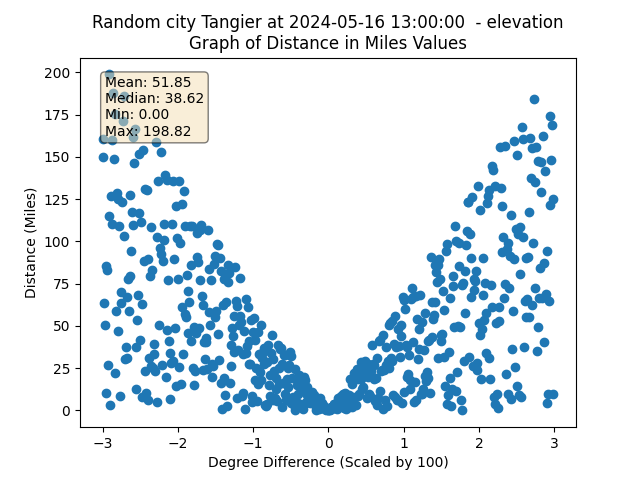 Random city Tangier at 2024-05-16 13:00:00  - elevation
Graph of Distance in Miles Values
200
175
150
125
100
75
50
25
0
Mean: 51.85
Median: 38.62
Min: 0.00
Max: 198.82
Distance (Miles)
−3
−2
−1
0
1
2
3
Degree Difference (Scaled by 100)